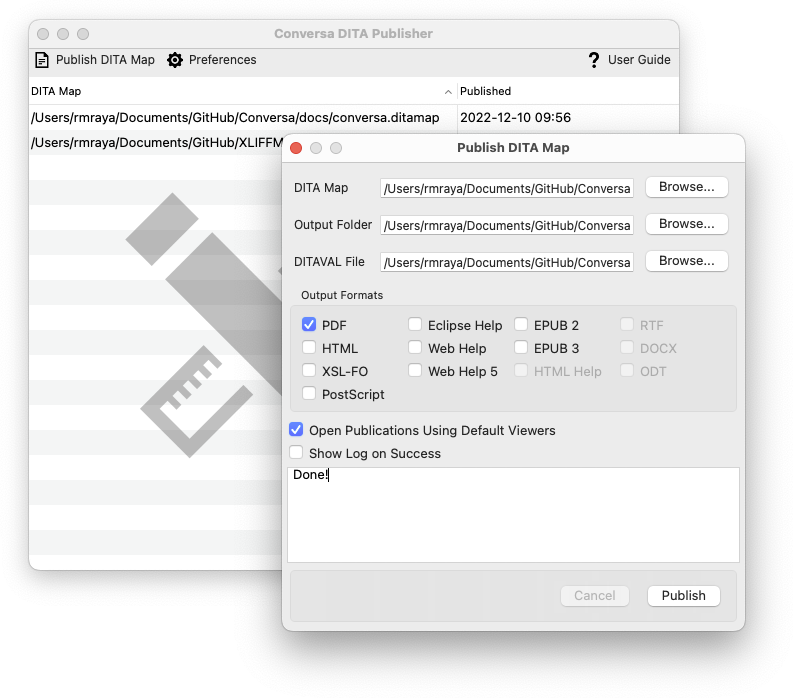 Conversa DITA Publisher
Publish DITA Map Preferences ? User Guide
DITA Map Published
/Users/rmraya/Documents/GitHub/Conversa/docs/conversa.ditamap 2022-12-10 09:56
/Users/rmraya/Documents/GitHub/XLIFFM
Publish DITA Map
DITA Map /Users/rmraya/Documents/GitHub/Conversa Browse...
Output Folder /Users/rmraya/Documents/GitHub/Conversa Browse...
DITAVAL File /Users/rmraya/Documents/GitHub/Conversa Browse...
Output Formats
PDF Eclipse Help EPUB 2 RTF
HTML Web Help EPUB 3 DOCX
XSL-FO Web Help 5 HTML Help ODT
PostScript
Open Publications Using Default Viewers
Show Log on Success
Done!
Cancel Publish